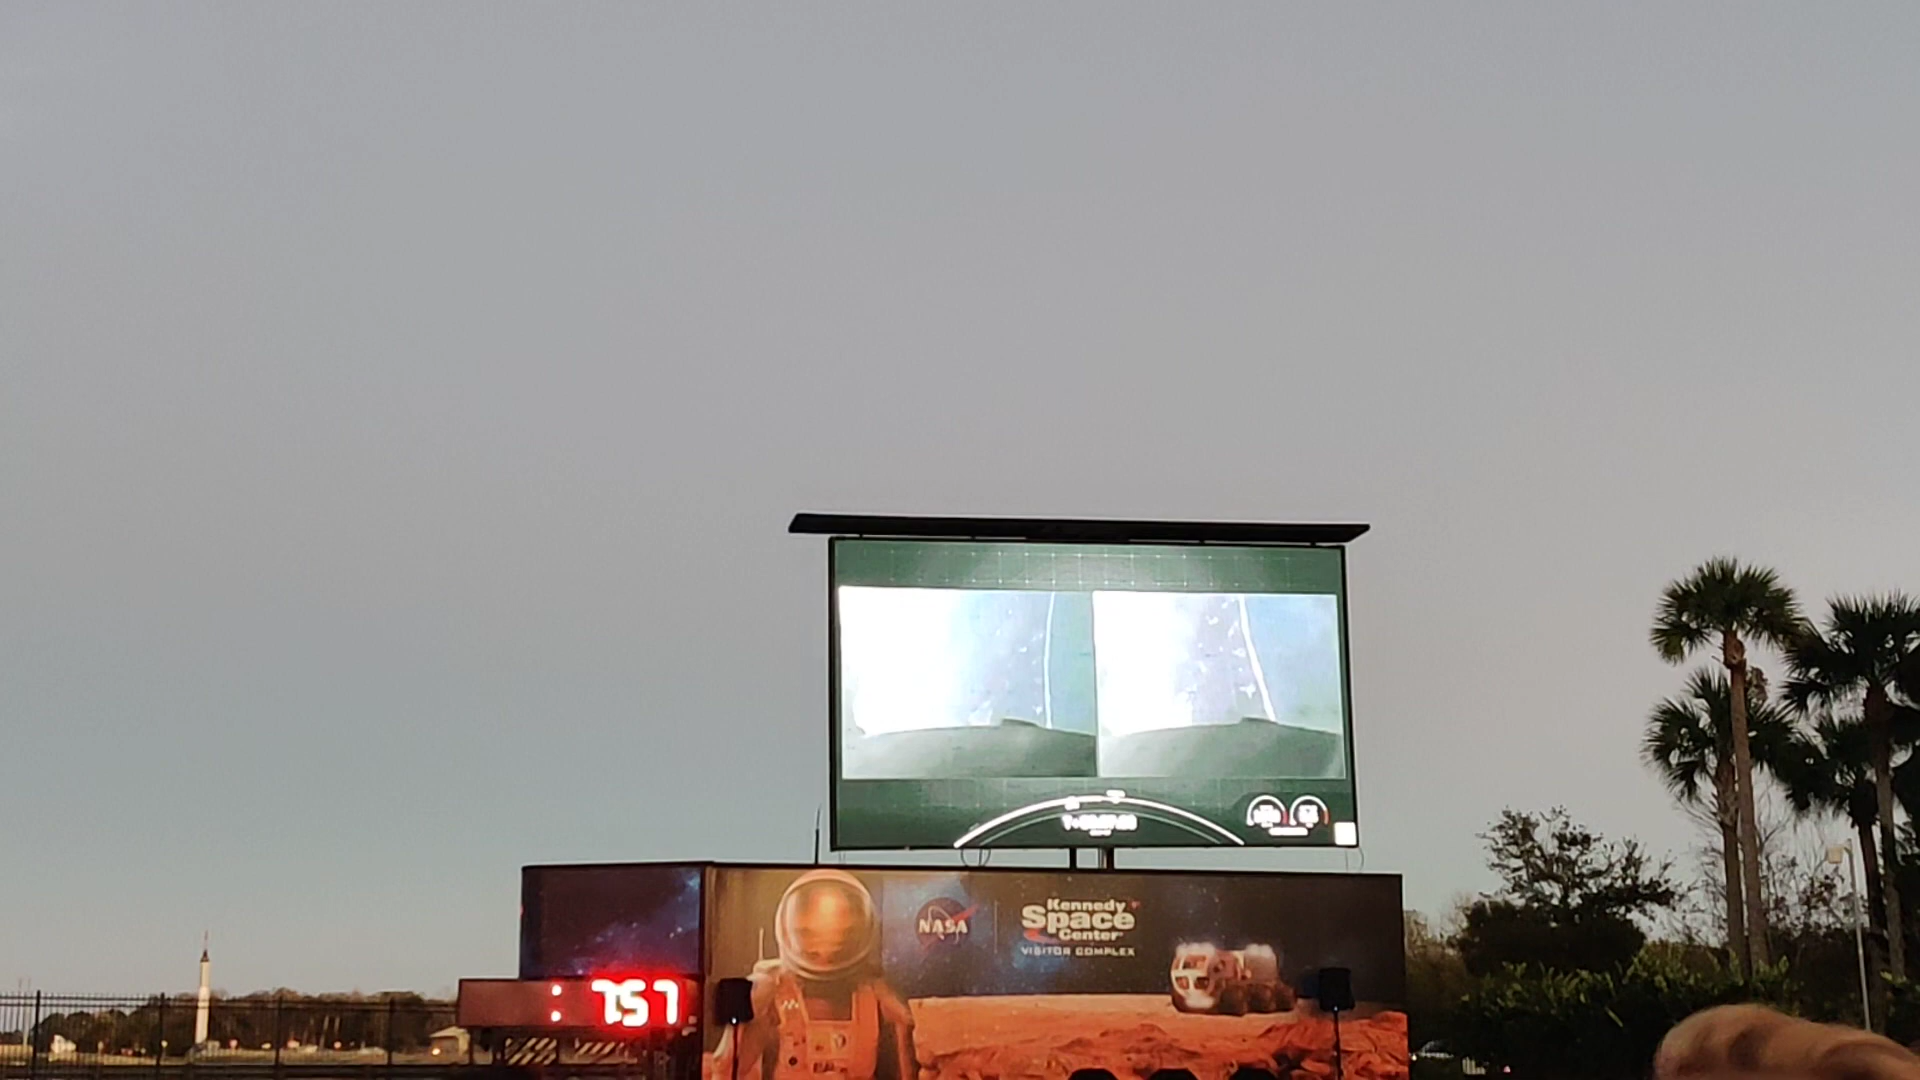 : 757
NASA
Kennedy
Space
Center
VISITOR COMPLEX